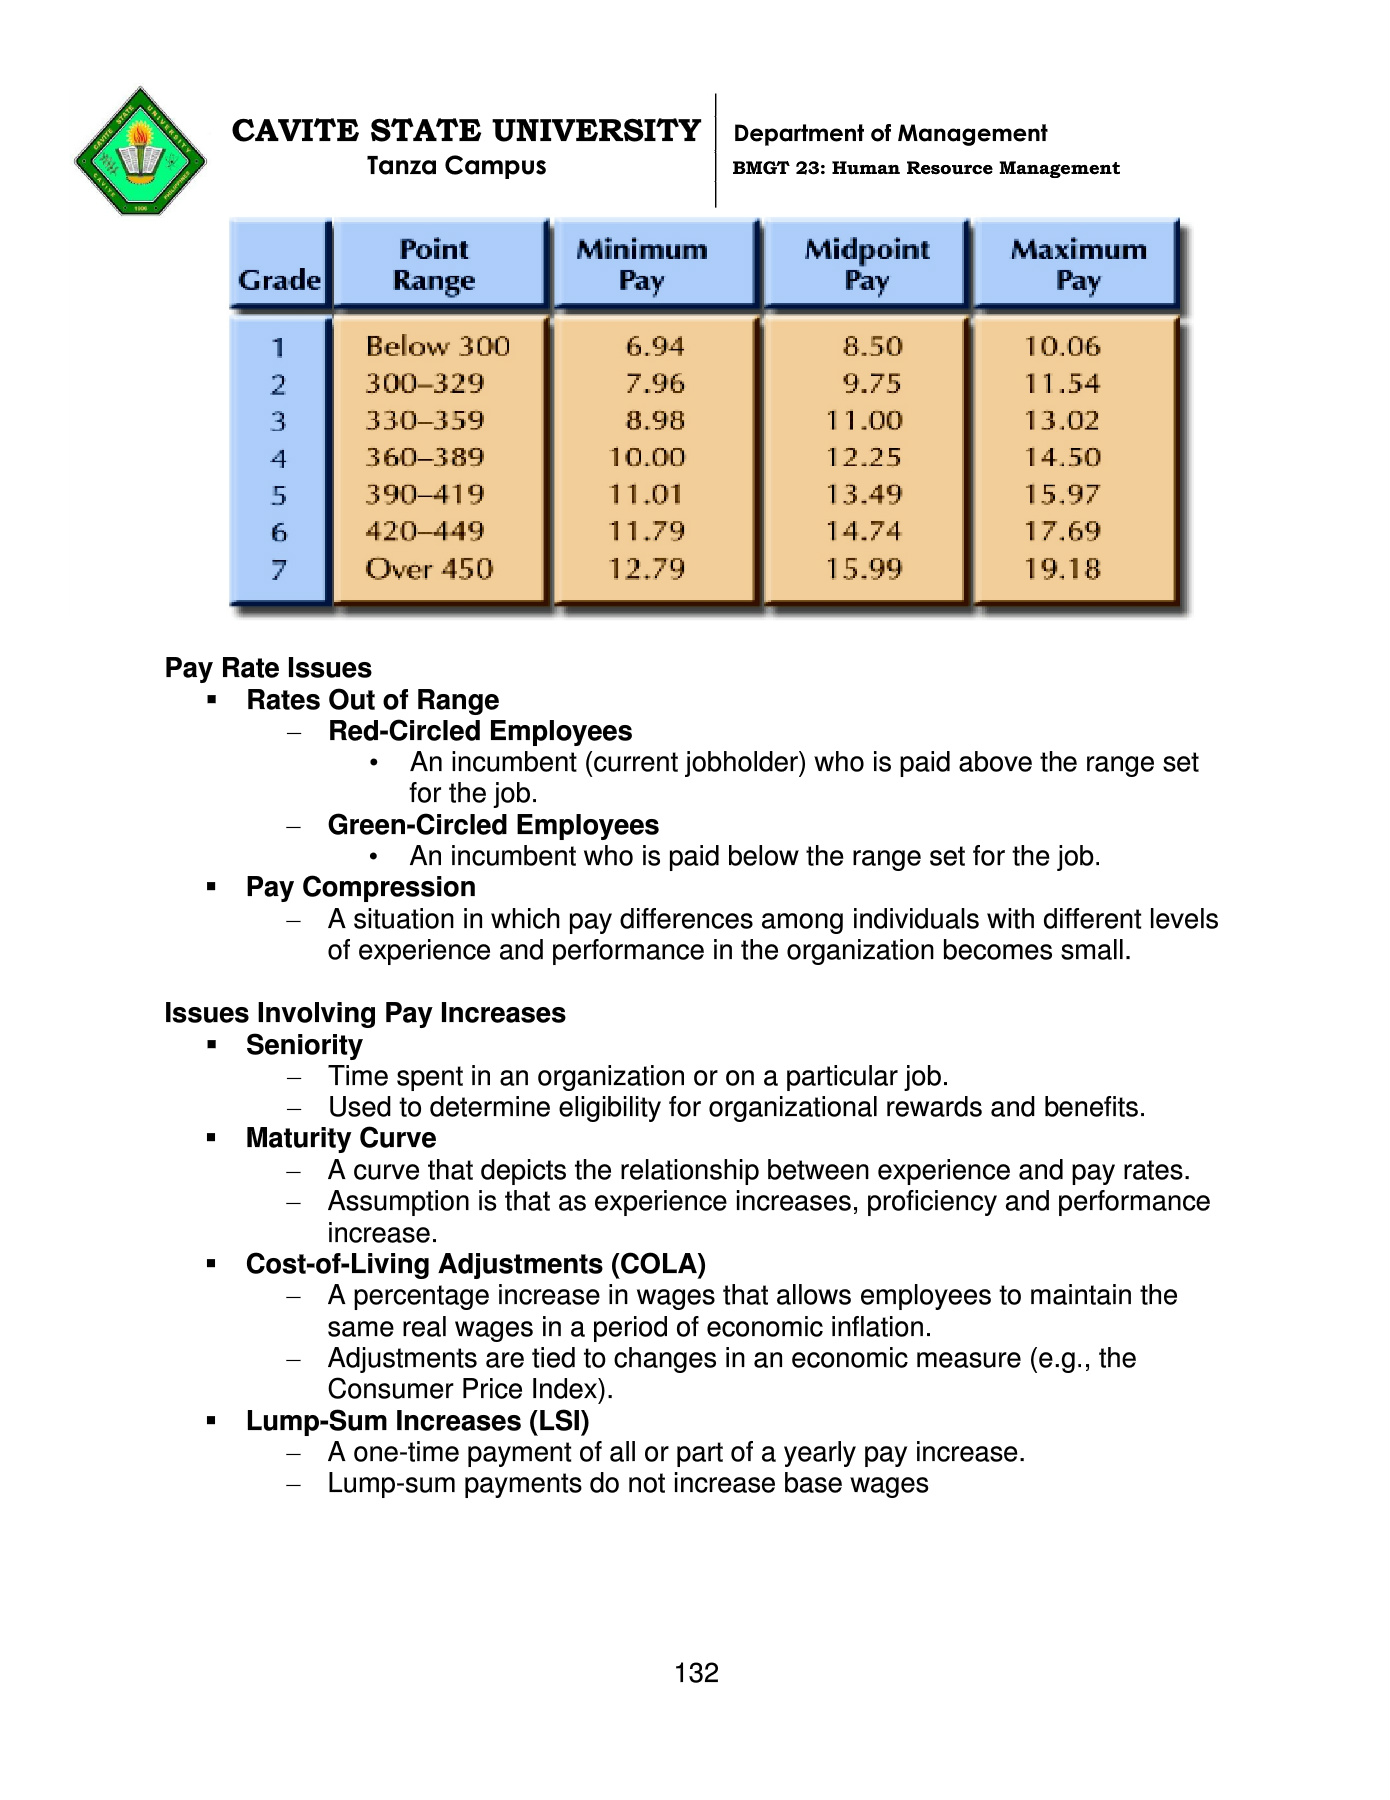 CAVITE STATE UNIVERSITY
Tanza Campus
Department of Management
BMGT 23: Human Resource Management
CAVITE STATE UNIVERSITY
CAVITE
PHILIPPINES
1906
Grade Point Range Minimum Pay Midpoint Pay Maximum Pay
1 Below 300 6.94 8.50 10.06
2 300–329 7.96 9.75 11.54
3 330–359 8.98 11.00 13.02
4 360–389 10.00 12.25 14.50
5 390–419 11.01 13.49 15.97
6 420–449 11.79 14.74 17.69
7 Over 450 12.79 15.99 19.18
Pay Rate Issues
▪ Rates Out of Range
– Red-Circled Employees
• An incumbent (current jobholder) who is paid above the range set
for the job.
– Green-Circled Employees
• An incumbent who is paid below the range set for the job.
▪ Pay Compression
– A situation in which pay differences among individuals with different levels
of experience and performance in the organization becomes small.
Issues Involving Pay Increases
▪ Seniority
– Time spent in an organization or on a particular job.
– Used to determine eligibility for organizational rewards and benefits.
▪ Maturity Curve
– A curve that depicts the relationship between experience and pay rates.
– Assumption is that as experience increases, proficiency and performance
increase.
▪ Cost-of-Living Adjustments (COLA)
– A percentage increase in wages that allows employees to maintain the
same real wages in a period of economic inflation.
– Adjustments are tied to changes in an economic measure (e.g., the
Consumer Price Index).
▪ Lump-Sum Increases (LSI)
– A one-time payment of all or part of a yearly pay increase.
– Lump-sum payments do not increase base wages
132